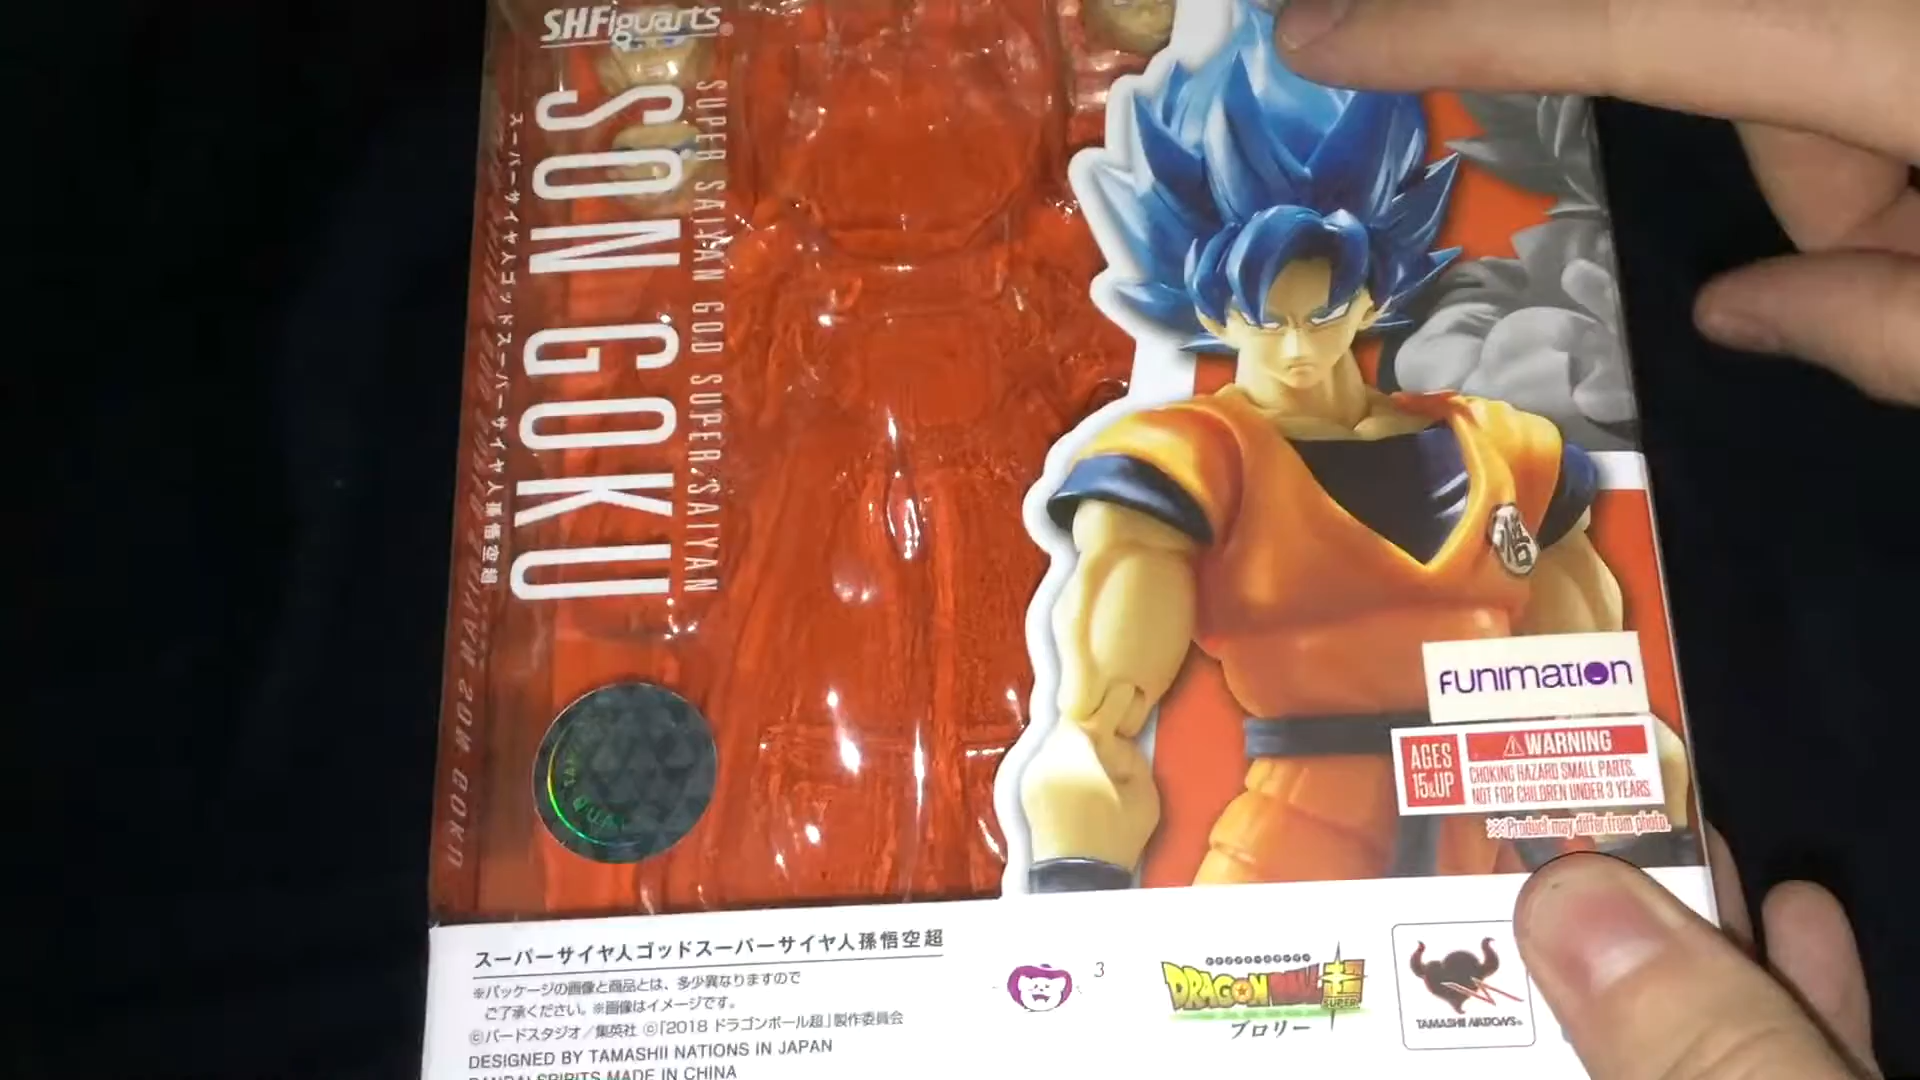 SHFiguarts®
SUPER SAIYAN GOD SUPER SAIYAN
SON GOKU
スーパーサイヤ人ゴッドスーパーサイヤ人孫悟空超
SON GOKU
悟
FUNIMATION
AGES
15&UP
⚠WARNING
CHOKING HAZARD SMALL PARTS.
NOT FOR CHILDREN UNDER 3 YEARS
※Product may differ from photo.
スーパーサイヤ人ゴッドスーパーサイヤ人孫悟空超
※パッケージの画像と商品とは、多少異なりますので
ご了承ください。※画像はイメージです。
©バードスタジオ/集英社 ©「2018 ドラゴンボール超」製作委員会
DESIGNED BY TAMASHII NATIONS IN JAPAN
BANDAI SPIRITS MADE IN CHINA
3
DRAGON BALL 超
SUPER
ブロリー
TAMASHII NATIONS